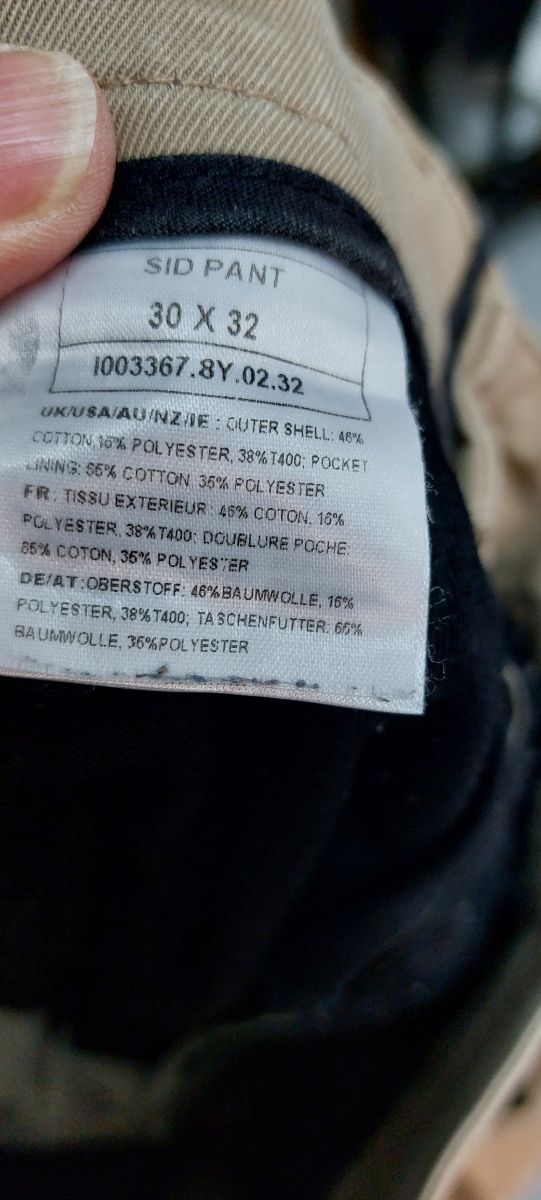 SID PANT
30 X 32
I003367.8Y.02.32
UK/USA/AU/NZ/IE : OUTER SHELL: 46%
COTTON,16% POLYESTER, 38%T400; POCKET
LINING: 65% COTTON, 35% POLYESTER
FR : TISSU EXTERIEUR: 46% COTON, 16%
POLYESTER, 38%T400; DOUBLURE POCHE:
65% COTON, 35% POLYESTER
DE/AT :OBERSTOFF: 46%BAUMWOLLE, 16%
POLYESTER, 38%T400; TASCHENFUTTER: 65%
BAUMWOLLE, 35%POLYESTER